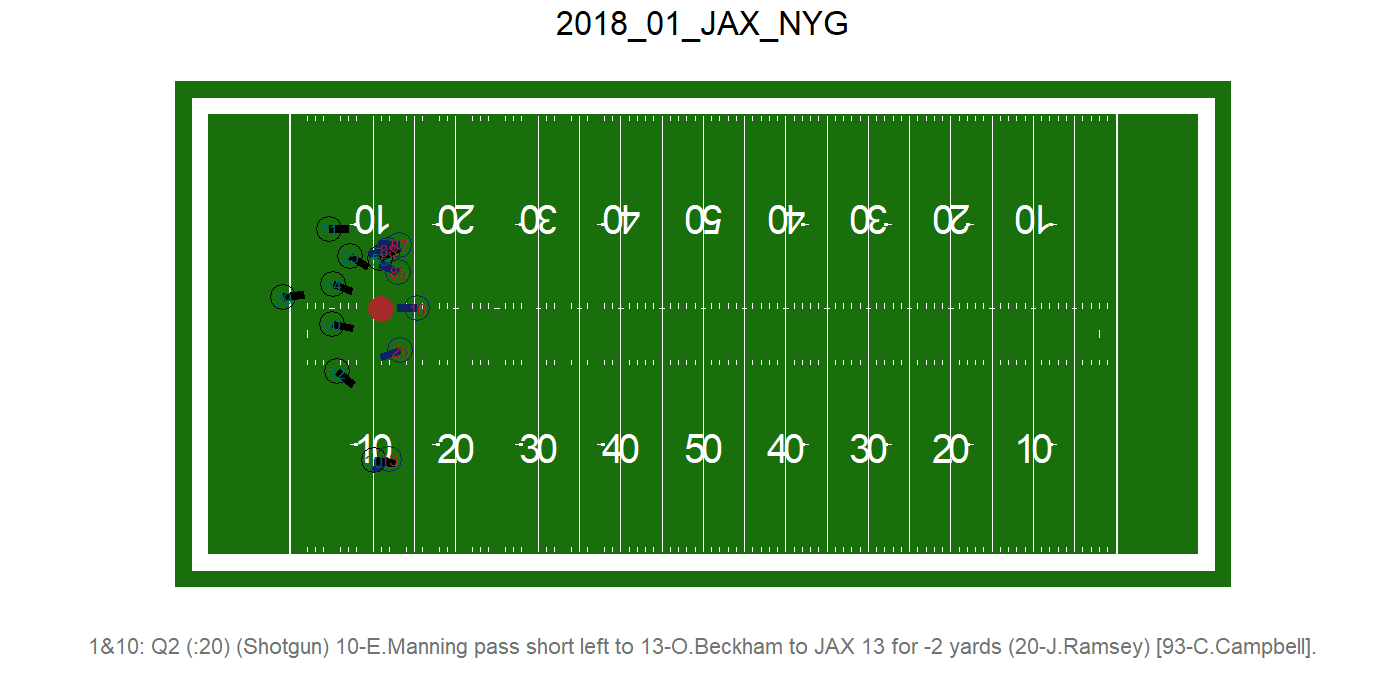 2018_01_JAX_NYG
10 20 30 40 50 40 30 20 10
87
10 20 30 40 50 40 30 20 10
1&10: Q2 (:20) (Shotgun) 10-E.Manning pass short left to 13-O.Beckham to JAX 13 for -2 yards (20-J.Ramsey) [93-C.Campbell].